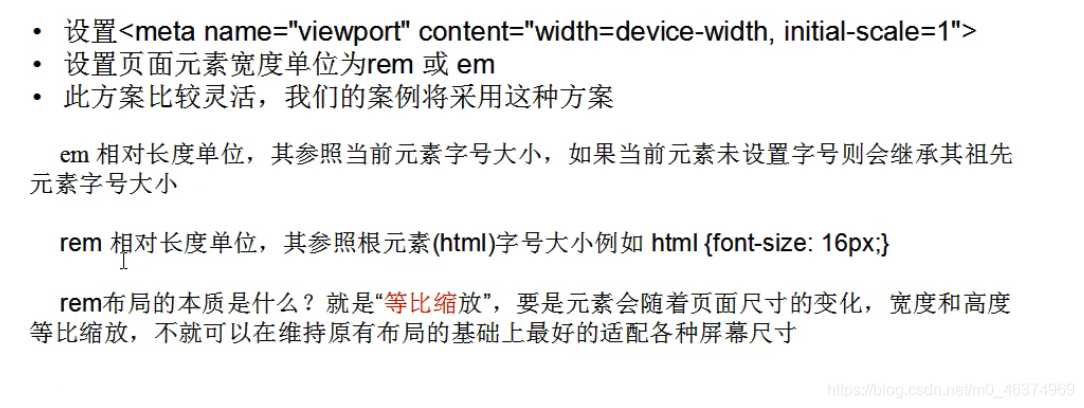 • 设置<meta name="viewport" content="width=device-width, initial-scale=1">
• 设置页面元素宽度单位为rem 或 em
• 此方案比较灵活，我们的案例将采用这种方案
em 相对长度单位，其参照当前元素字号大小，如果当前元素未设置字号则会继承其祖先
元素字号大小
rem 相对长度单位，其参照根元素(html)字号大小例如 html {font-size: 16px;}
rem布局的本质是什么？就是“等比缩放”，要是元素会随着页面尺寸的变化，宽度和高度
等比缩放，不就可以在维持原有布局的基础上最好的适配各种屏幕尺寸
https://blog.csdn.net/m0_46374969